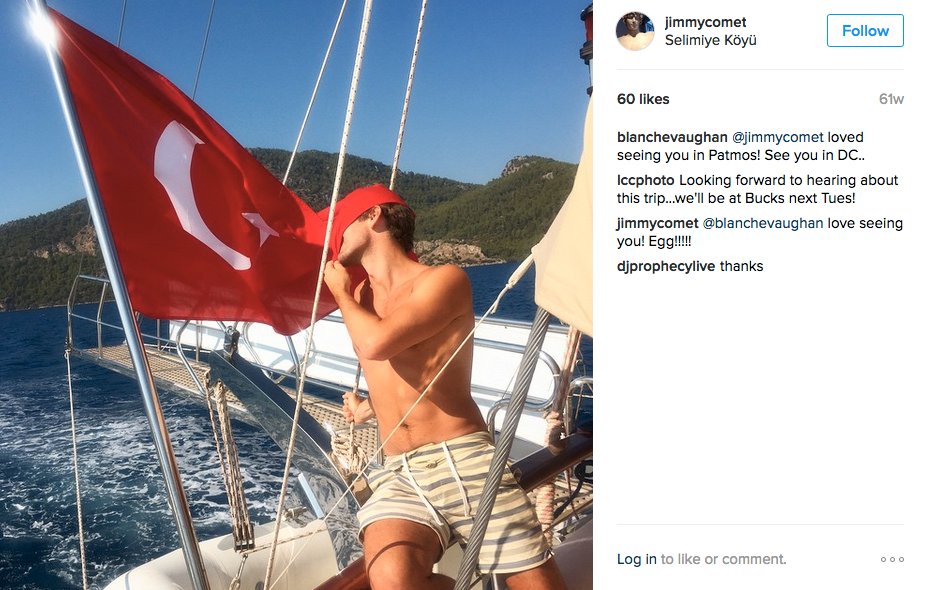 jimmycomet
Selimiye Köyü
Follow
60 likes
61w
blanchevaughan @jimmycomet loved
seeing you in Patmos! See you in DC..
lccphoto Looking forward to hearing about
this trip...we'll be at Bucks next Tues!
jimmycomet @blanchevaughan love seeing
you! Egg!!!!!
djprophecylive thanks
Log in to like or comment.